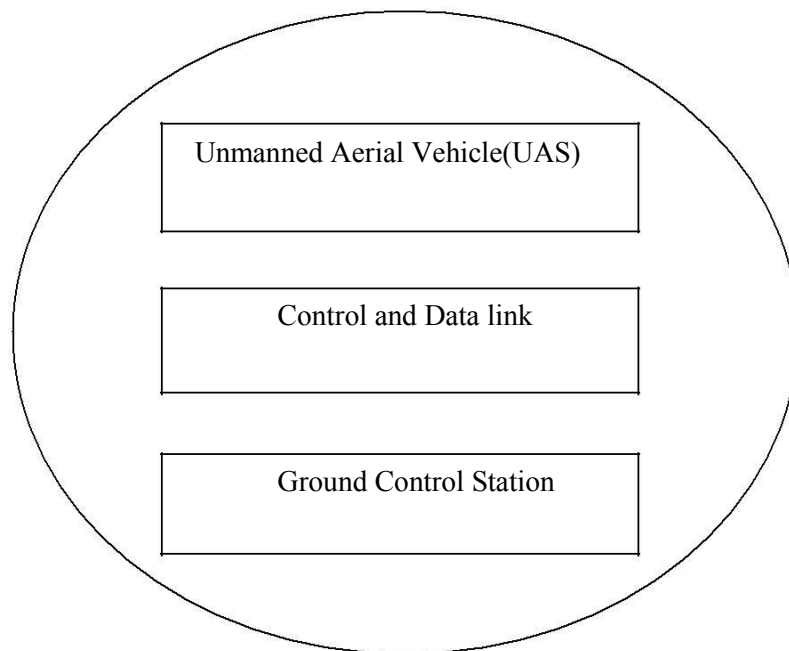 Unmanned Aerial Vehicle(UAS)
Control and Data link
Ground Control Station